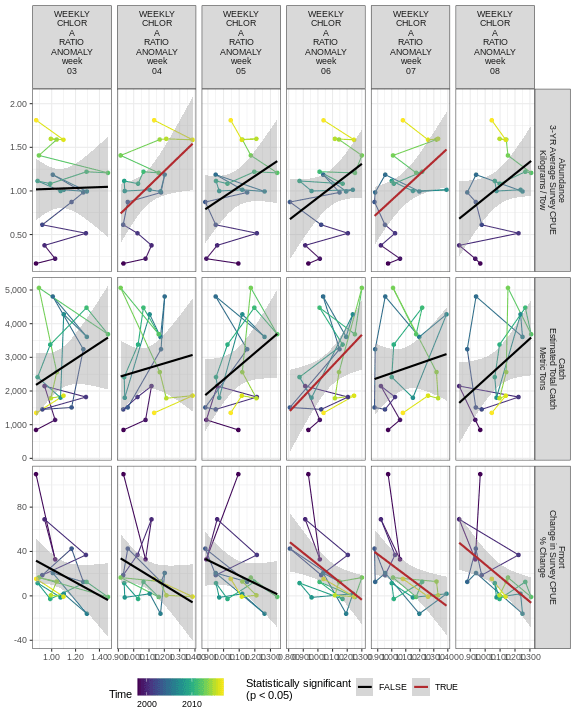 WEEKLY
CHLOR
A
RATIO
ANOMALY
week
03
WEEKLY
CHLOR
A
RATIO
ANOMALY
week
04
WEEKLY
CHLOR
A
RATIO
ANOMALY
week
05
WEEKLY
CHLOR
A
RATIO
ANOMALY
week
06
WEEKLY
CHLOR
A
RATIO
ANOMALY
week
07
WEEKLY
CHLOR
A
RATIO
ANOMALY
week
08
2.00
1.50
1.00
0.50
Abundance
3-YR Average Survey CPUE
Kilograms / Tow
5,000
4,000
3,000
2,000
1,000
0
Catch
Estimated Total Catch
Metric Tons
80
40
0
-40
Fmort
Change in Survey CPUE
% Change
1.00 1.20 1.40
Time
2000 2010
Statistically significant
(p < 0.05)
FALSE
TRUE